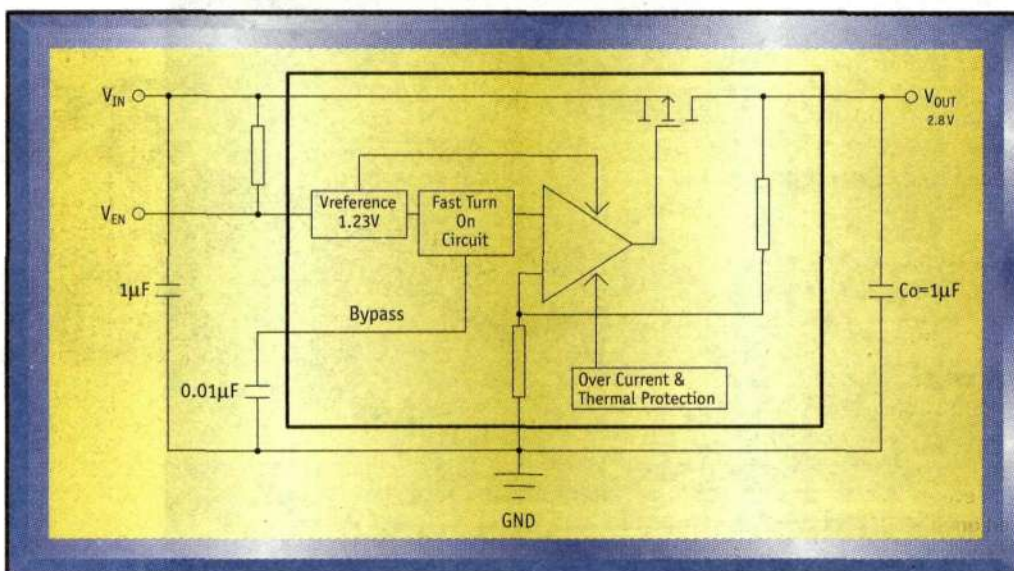 V_IN
V_OUT
2.8V
V_EN
Vreference
1.23V
Fast Turn
On
Circuit
1µF
Bypass
Co=1µF
0.01µF
Over Current &
Thermal Protection
GND